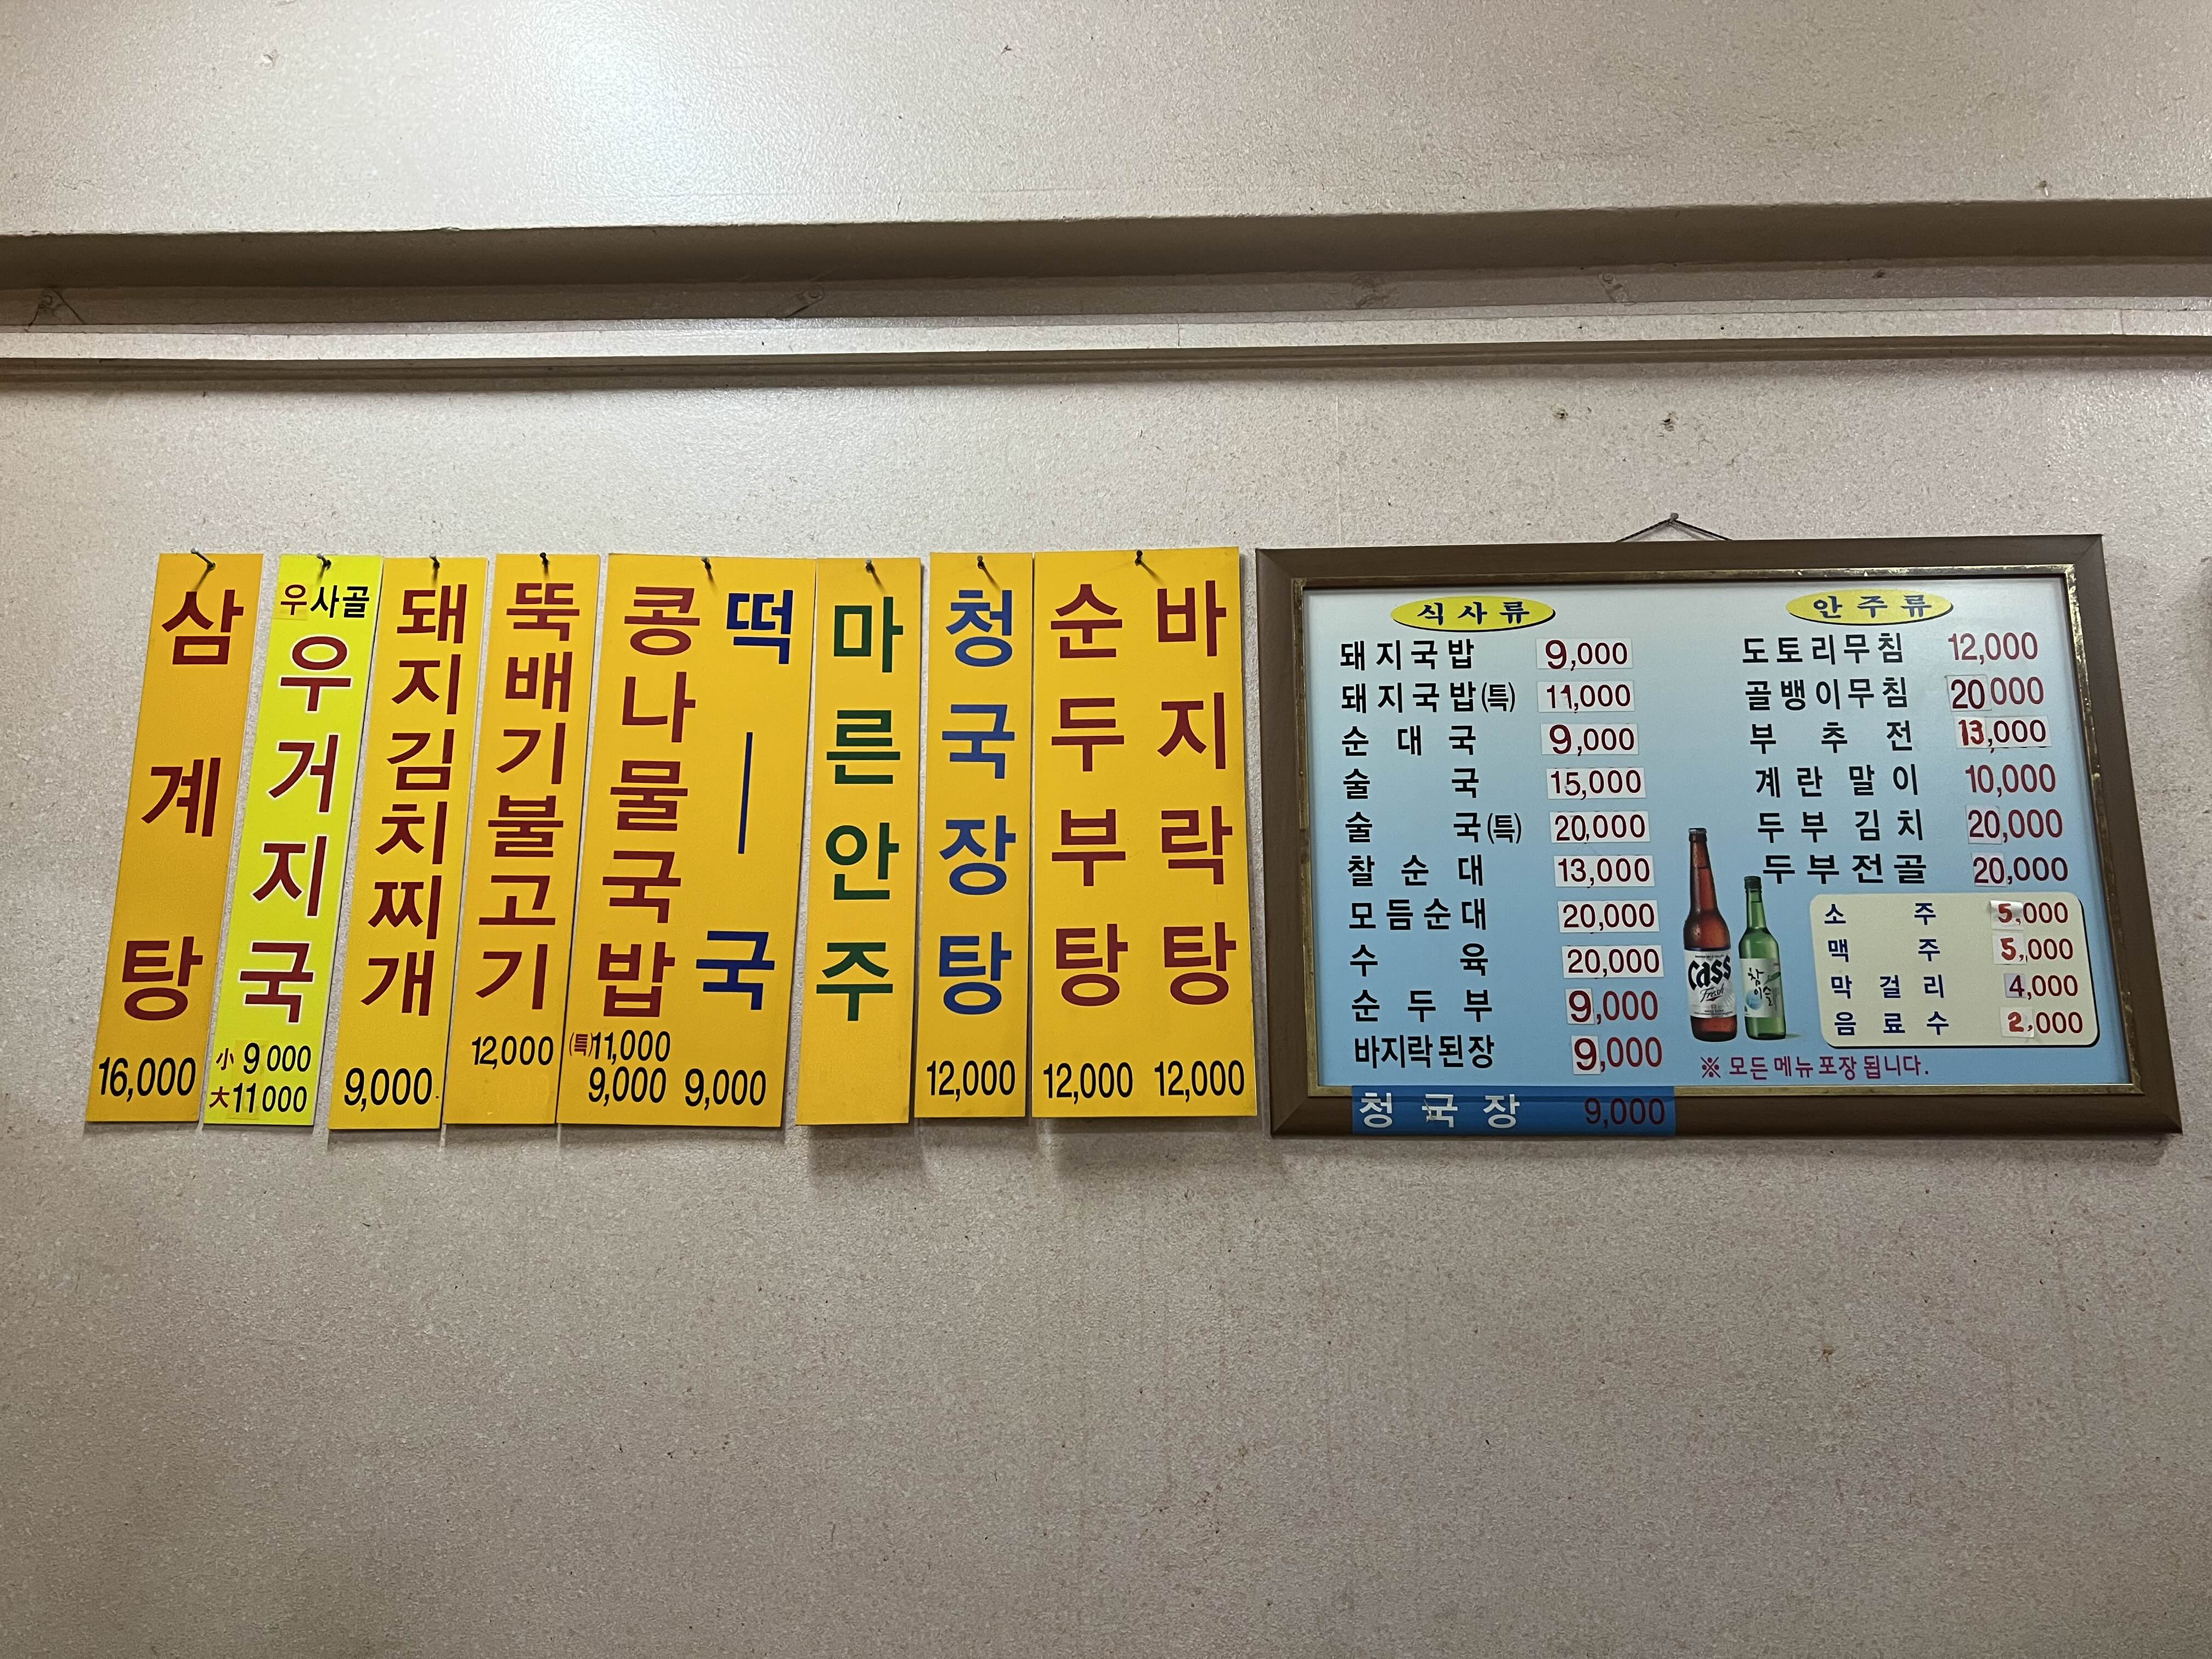 삼계탕
16,000
우사골
우거지국
小 9000
大 11000
돼지김치찌개
9,000
뚝배기불고기
12,000
콩나물국밥
(특)11,000
9,000
떡국
9,000
마른안주
청국장탕
12,000
순두부탕
12,000
바지락탕
12,000
식사류
돼지국밥 9,000
돼지국밥(특) 11,000
순대국 9,000
술국 15,000
술국(특) 20,000
찰순대 13,000
모듬순대 20,000
수육 20,000
순두부 9,000
바지락된장 9,000
청국장 9,000
안주류
도토리무침 12,000
골뱅이무침 20000
부추전 13,000
계란말이 10,000
두부김치 20,000
두부전골 20,000
소주 5,000
맥주 5,000
막걸리 4,000
음료수 2,000
※ 모든 메뉴 포장 됩니다.
Cass
Fresh
참이슬